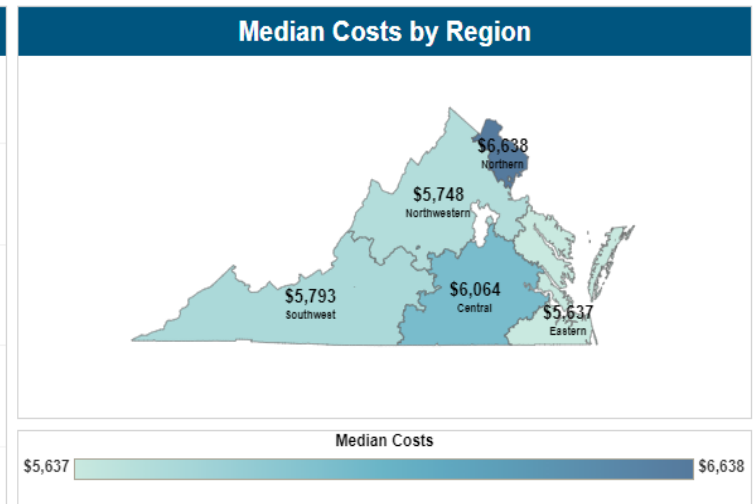 Median Costs by Region
$6,638
Northern
$5,748
Northwestern
$5,793
Southwest
$6,064
Central
$5,637
Eastern
Median Costs
$5,637
$6,638